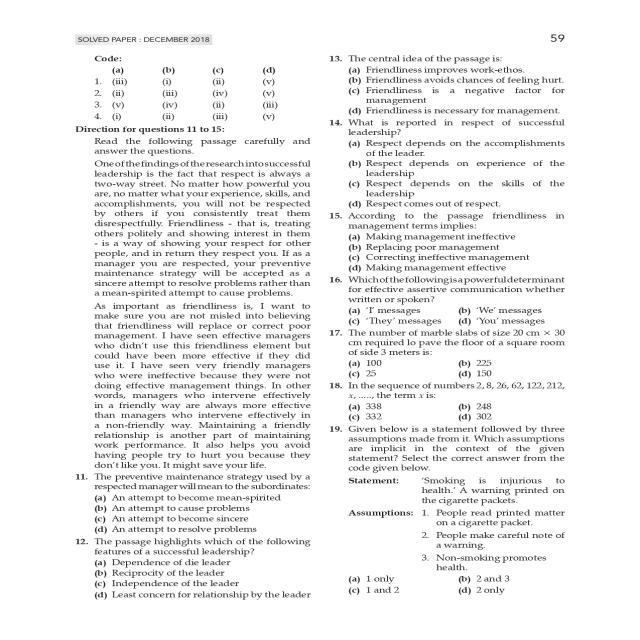 SOLVED PAPER : DECEMBER 2018
59
Code:
(a) (b) (c) (d)
1. (iii) (i) (ii) (v)
2. (ii) (iii) (iv) (v)
3. (v) (iv) (ii) (iii)
4. (i) (ii) (iii) (v)
Direction for questions 11 to 15:
Read the following passage carefully and
answer the questions.
One of the findings of the research into successful
leadership is the fact that respect is always a
two-way street. No matter how powerful you
are, no matter what your experience, skills, and
accomplishments, you will not be respected
by others if you consistently treat them
disrespectfully. Friendliness - that is, treating
others politely and showing interest in them
- is a way of showing your respect for other
people, and in return they respect you. If as a
manager you are respected, your preventive
maintenance strategy will be accepted as a
sincere attempt to resolve problems rather than
a mean-spirited attempt to cause problems.
As important as friendliness is, I want to
make sure you are not misled into believing
that friendliness will replace or correct poor
management. I have seen effective managers
who didn't use this friendliness element but
could have been more effective if they did
use it. I have seen very friendly managers
who were ineffective because they were not
doing effective management things. In other
words, managers who intervene effectively
in a friendly way are always more effective
than managers who intervene effectively in
a non-friendly way. Maintaining a friendly
relationship is another part of maintaining
work performance. It also helps you avoid
having people try to hurt you because they
don't like you. It might save your life.
11. The preventive maintenance strategy used by a
respected manager will mean to the subordinates:
(a) An attempt to become mean-spirited
(b) An attempt to cause problems
(c) An attempt to become sincere
(d) An attempt to resolve problems
12. The passage highlights which of the following
features of a successful leadership?
(a) Dependence of die leader
(b) Reciprocity of the leader
(c) Independence of the leader
(d) Least concern for relationship by the leader
13. The central idea of the passage is:
(a) Friendliness improves work-ethos.
(b) Friendliness avoids chances of feeling hurt.
(c) Friendliness is a negative factor for
management
(d) Friendliness is necessary for management.
14. What is reported in respect of successful
leadership?
(a) Respect depends on the accomplishments
of the leader.
(b) Respect depends on experience of the
leadership
(c) Respect depends on the skills of the
leadership
(d) Respect comes out of respect.
15. According to the passage friendliness in
management terms implies:
(a) Making management ineffective
(b) Replacing poor management
(c) Correcting ineffective management
(d) Making management effective
16. Which of the following is a powerful determinant
for effective assertive communication whether
written or spoken?
(a) 'I' messages (b) 'We' messages
(c) 'They' messages (d) 'You' messages
17. The number of marble slabs of size 20 cm × 30
cm required lo pave the floor of a square room
of side 3 meters is:
(a) 100 (b) 225
(c) 25 (d) 150
18. In the sequence of numbers 2, 8, 26, 62, 122, 212,
x, ....., the term x is:
(a) 338 (b) 248
(c) 332 (d) 302
19. Given below is a statement followed by three
assumptions made from it. Which assumptions
are implicit in the context of the given
statement? Select the correct answer from the
code given below.
Statement: 'Smoking is injurious to
health.' A warning printed on
the cigarette packets.
Assumptions: 1. People read printed matter
on a cigarette packet.
2. People make careful note of
a warning.
3. Non-smoking promotes
health.
(a) 1 only (b) 2 and 3
(c) 1 and 2 (d) 2 only